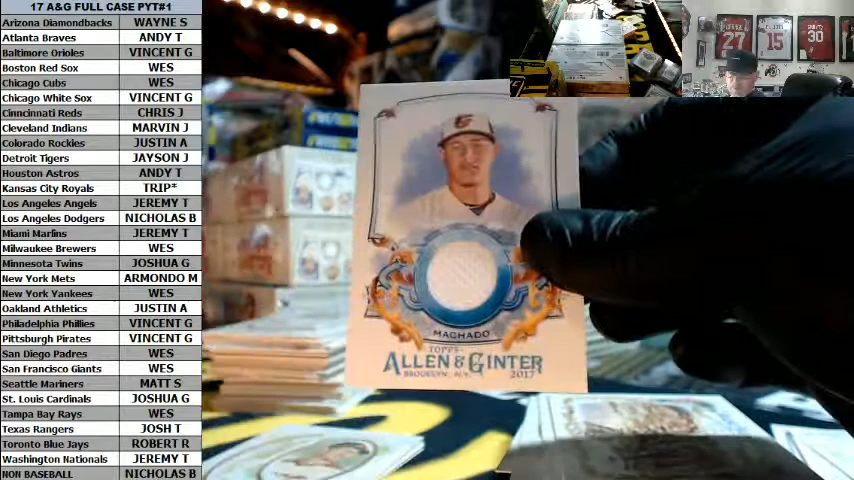 17 A&G FULL CASE PYT#1
Arizona Diamondbacks WAYNE S
Atlanta Braves ANDY T
Baltimore Orioles VINCENT G
Boston Red Sox WES
Chicago Cubs WES
Chicago White Sox VINCENT G
Cinncinati Reds CHRIS J
Cleveland Indians MARVIN J
Colorado Rockies JUSTIN A
Detroit Tigers JAYSON J
Houston Astros ANDY T
Kansas City Royals TRIP*
Los Angeles Angels JEREMY T
Los Angeles Dodgers NICHOLAS B
Miami Marlins JEREMY T
Milwaukee Brewers WES
Minnesota Twins JOSHUA G
New York Mets ARMONDO M
New York Yankees WES
Oakland Athletics JUSTIN A
Philadelphia Phillies VINCENT G
Pittsburgh Pirates VINCENT G
San Diego Padres WES
San Francisco Giants WES
Seattle Mariners MATT S
St. Louis Cardinals JOSHUA G
Tampa Bay Rays WES
Texas Rangers JOSH T
Toronto Blue Jays ROBERT R
Washington Nationals JEREMY T
NON BASEBALL NICHOLAS B
MACHADO
TOPPS
ALLEN & GINTER
BROOKLYN, N.Y. 2017
27 15 30